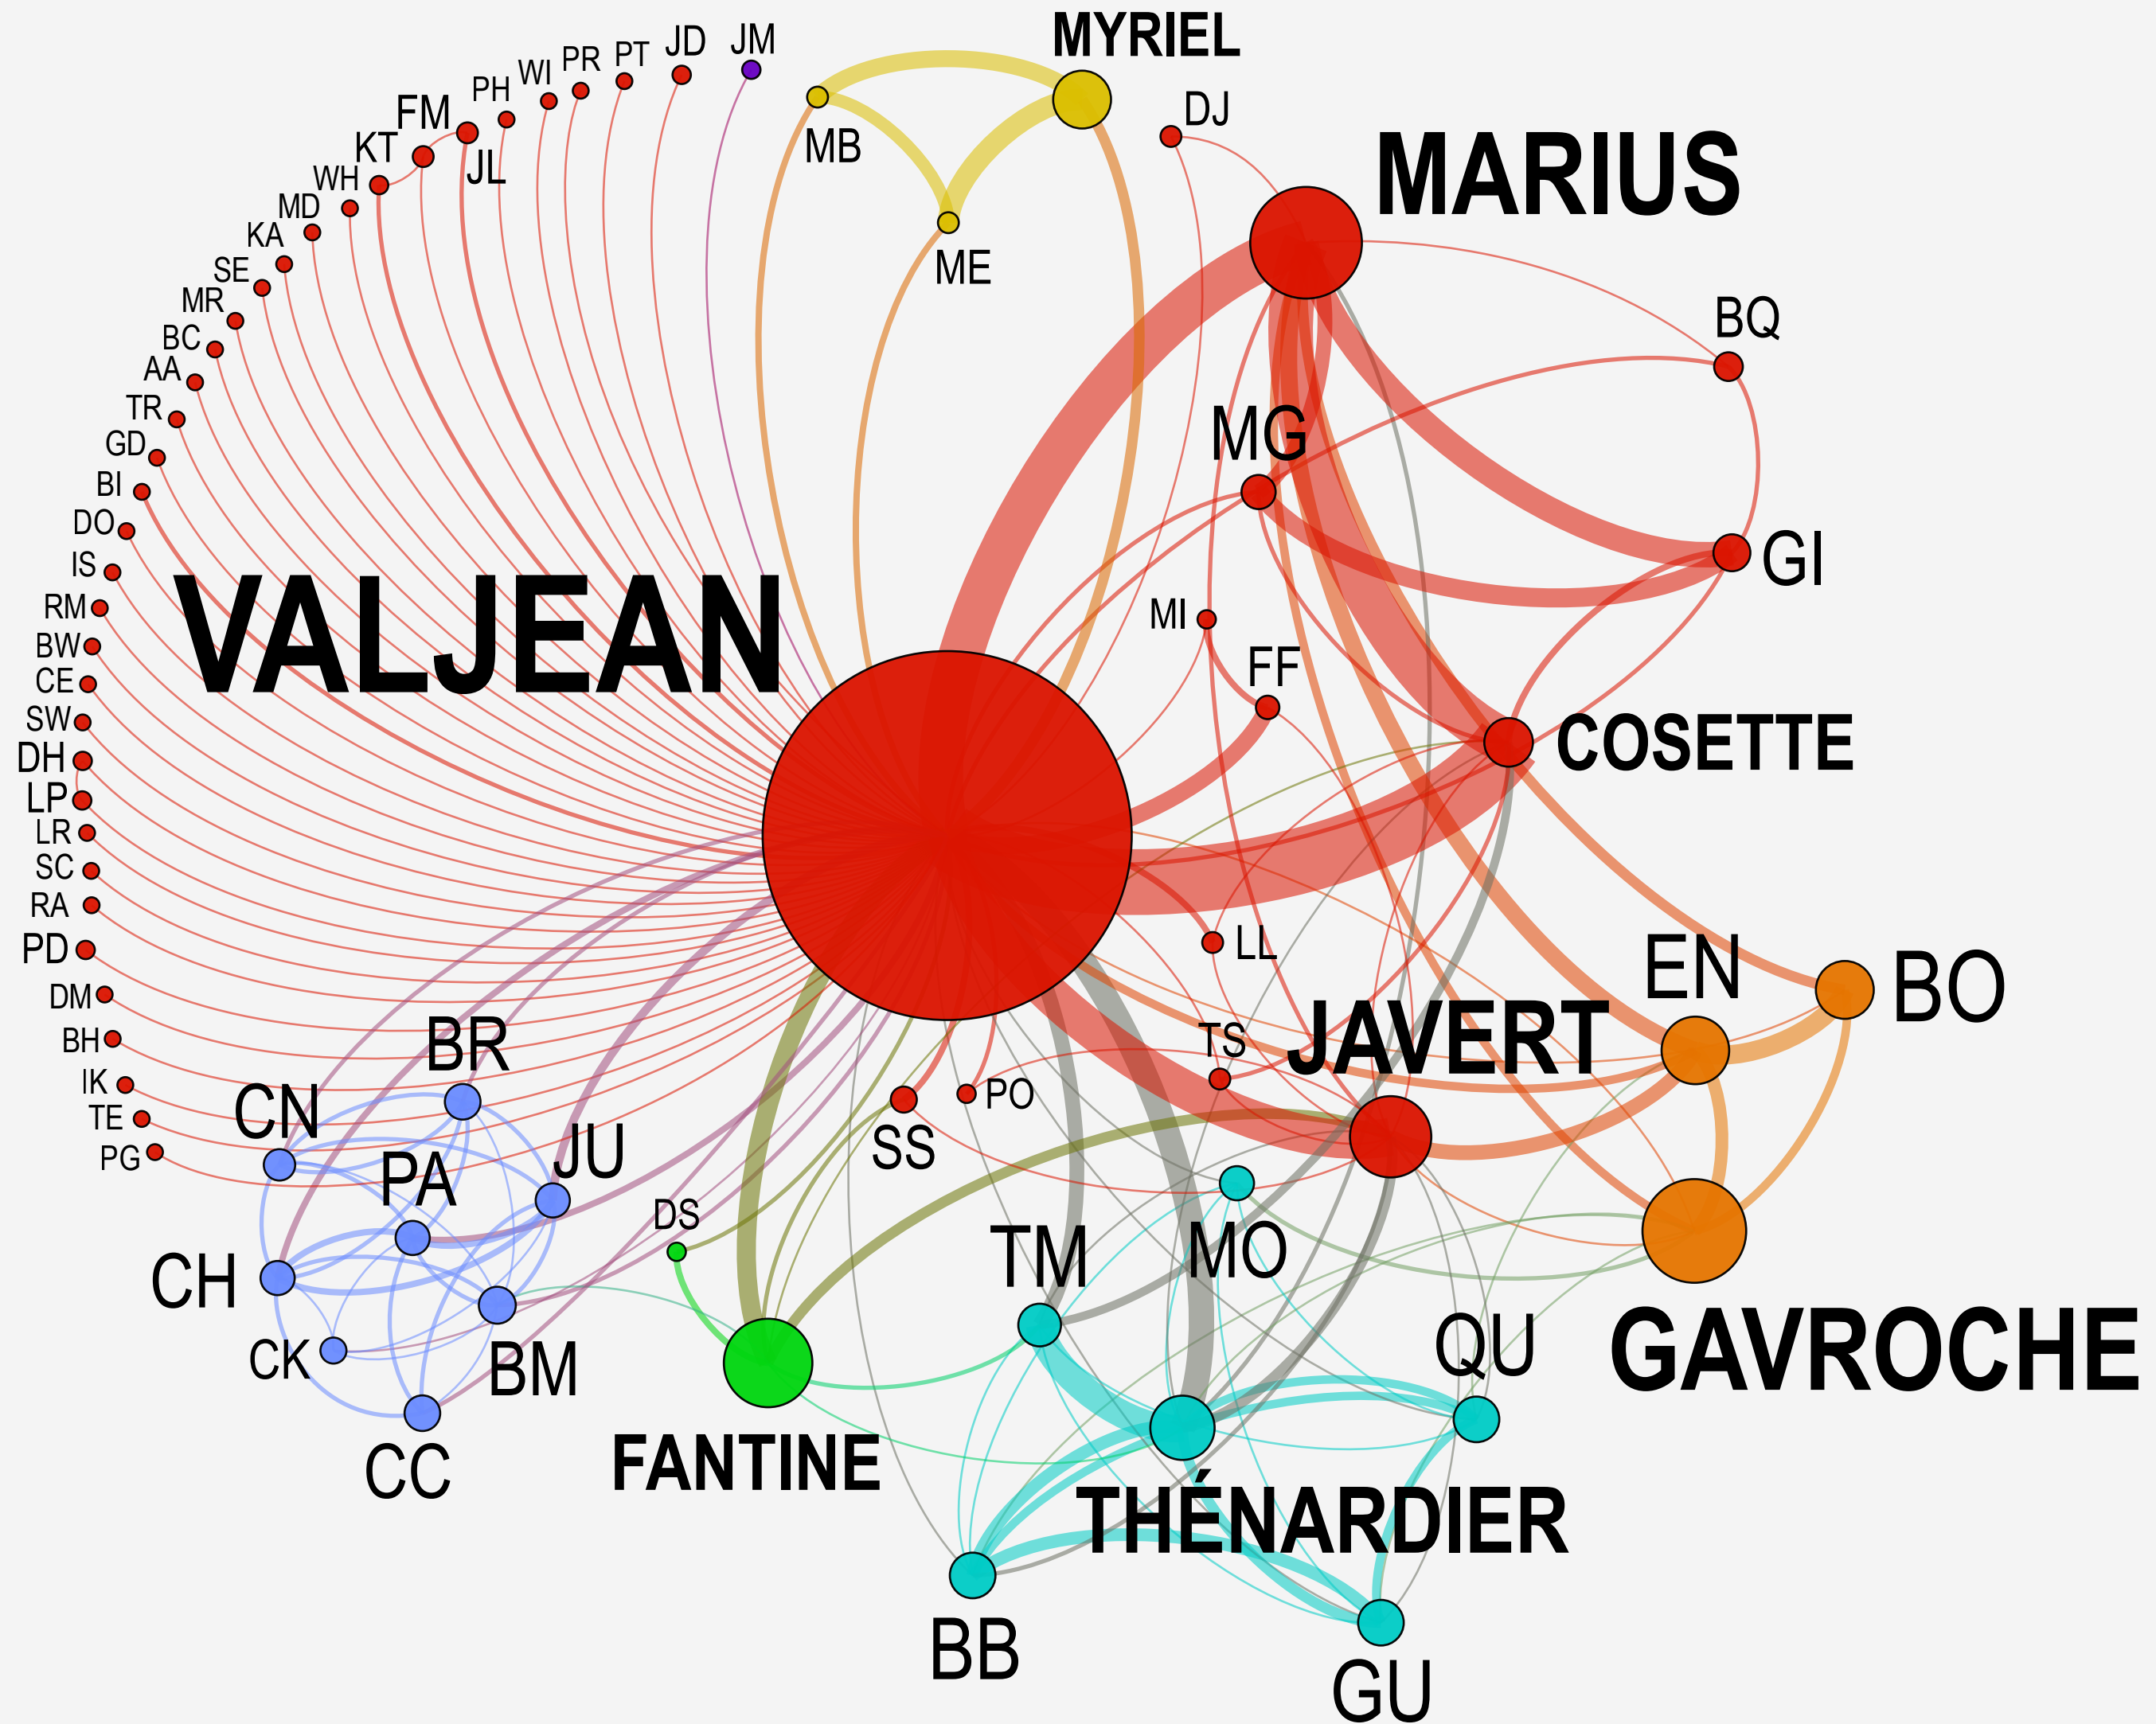 MYRIEL
JM
JD
PT
PR
WI
PH
FM
KT
JL
WH
MD
KA
SE
MR
BC
AA
TR
GD
BI
DO
IS
RM
BW
CE
SW
DH
LP
LR
SC
RA
PD
DM
BH
IK
TE
PG
MB
ME
DJ
MARIUS
BQ
MG
GI
MI
FF
VALJEAN
COSETTE
LL
EN
BO
TS
JAVERT
PO
SS
BR
CN
PA
JU
DS
CH
TM
MO
CK
BM
QU
GAVROCHE
CC
FANTINE
THÉNARDIER
BB
GU